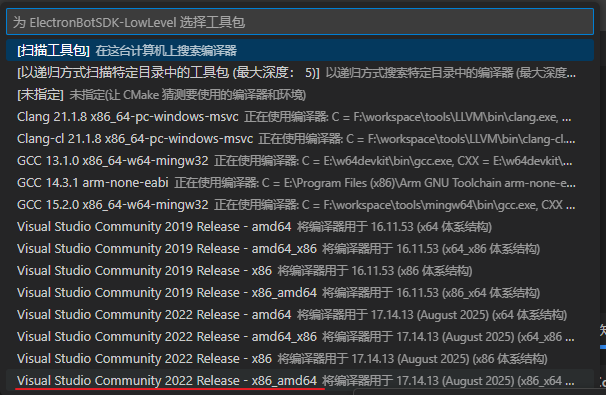 为 ElectronBotSDK-LowLevel 选择工具包
[扫描工具包] 在这台计算机上搜索编译器
[以递归方式扫描特定目录中的工具包 (最大深度: 5)] 以递归方式搜索特定目录中的编译器 (最大深度...
[未指定] 未指定(让 CMake 猜测要使用的编译器和环境)
Clang 21.1.8 x86_64-pc-windows-msvc 正在使用编译器: C = F:\workspace\tools\LLVM\bin\clang.exe, ...
Clang-cl 21.1.8 x86_64-pc-windows-msvc 正在使用编译器: C = F:\workspace\tools\LLVM\bin\clang-cl....
GCC 13.1.0 x86_64-w64-mingw32 正在使用编译器: C = E:\w64devkit\bin\gcc.exe, CXX = E:\w64devkit\...
GCC 14.3.1 arm-none-eabi 正在使用编译器: C = E:\Program Files (x86)\Arm GNU Toolchain arm-none-e...
GCC 15.2.0 x86_64-w64-mingw32 正在使用编译器: C = F:\workspace\tools\mingw64\bin\gcc.exe, CXX ...
Visual Studio Community 2019 Release - amd64 将编译器用于 16.11.53 (x64 体系结构)
Visual Studio Community 2019 Release - amd64_x86 将编译器用于 16.11.53 (x64_x86 体系结构)
Visual Studio Community 2019 Release - x86 将编译器用于 16.11.53 (x86 体系结构)
Visual Studio Community 2019 Release - x86_amd64 将编译器用于 16.11.53 (x86_x64 体系结构)
Visual Studio Community 2022 Release - amd64 将编译器用于 17.14.13 (August 2025) (x64 体系结构)
Visual Studio Community 2022 Release - amd64_x86 将编译器用于 17.14.13 (August 2025) (x64_x86 ...
Visual Studio Community 2022 Release - x86 将编译器用于 17.14.13 (August 2025) (x86 体系结构)
Visual Studio Community 2022 Release - x86_amd64 将编译器用于 17.14.13 (August 2025) (x86_x64 ...